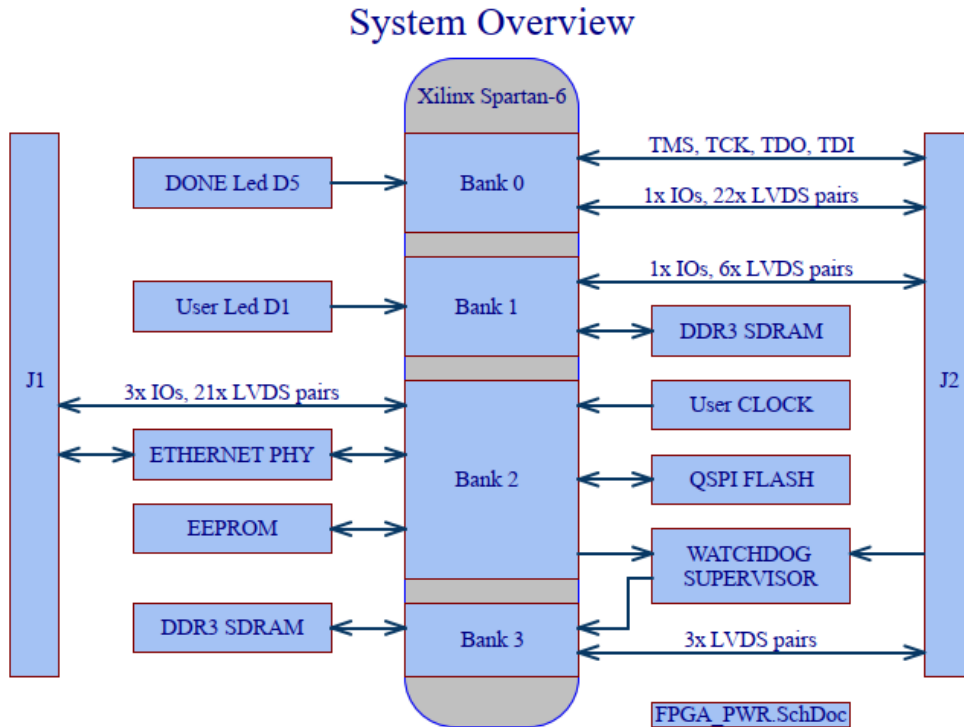 System Overview
Xilinx Spartan-6
TMS, TCK, TDO, TDI
DONE Led D5
Bank 0
1x IOs, 22x LVDS pairs
1x IOs, 6x LVDS pairs
User Led D1
Bank 1
DDR3 SDRAM
J1
J2
3x IOs, 21x LVDS pairs
User CLOCK
ETHERNET PHY
Bank 2
QSPI FLASH
EEPROM
WATCHDOG
SUPERVISOR
DDR3 SDRAM
Bank 3
3x LVDS pairs
FPGA_PWR.SchDoc